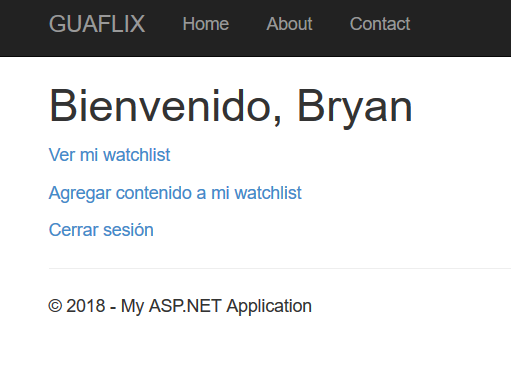 GUAFLIX Home About Contact
Bienvenido, Bryan
Ver mi watchlist
Agregar contenido a mi watchlist
Cerrar sesión
© 2018 - My ASP.NET Application